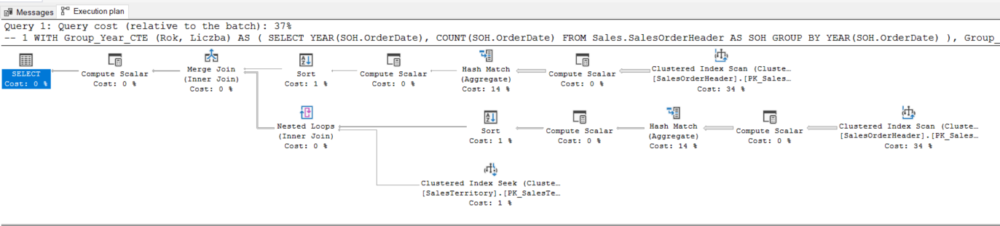 Messages Execution plan
Query 1: Query cost (relative to the batch): 37%
-- 1 WITH Group_Year_CTE (Rok, Liczba) AS ( SELECT YEAR(SOH.OrderDate), COUNT(SOH.OrderDate) FROM Sales.SalesOrderHeader AS SOH GROUP BY YEAR(SOH.OrderDate) ), Group_
SELECT
Cost: 0 %
Compute Scalar
Cost: 0 %
Merge Join
(Inner Join)
Cost: 0 %
Sort
Cost: 1 %
Compute Scalar
Cost: 0 %
Hash Match
(Aggregate)
Cost: 14 %
Compute Scalar
Cost: 0 %
Clustered Index Scan (Cluste…
[SalesOrderHeader].[PK_Sales…
Cost: 34 %
Nested Loops
(Inner Join)
Cost: 0 %
Sort
Cost: 1 %
Compute Scalar
Cost: 0 %
Hash Match
(Aggregate)
Cost: 14 %
Compute Scalar
Cost: 0 %
Clustered Index Scan (Cluste…
[SalesOrderHeader].[PK_Sales…
Cost: 34 %
Clustered Index Seek (Cluste…
[SalesTerritory].[PK_SalesTe…
Cost: 1 %